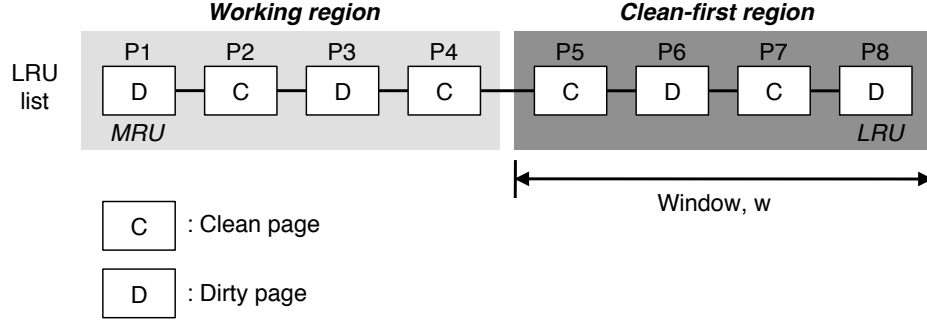 Working region Clean-first region
P1 P2 P3 P4 P5 P6 P7 P8
LRU
list
D C D C C D C D
MRU LRU
Window, w
C : Clean page
D : Dirty page